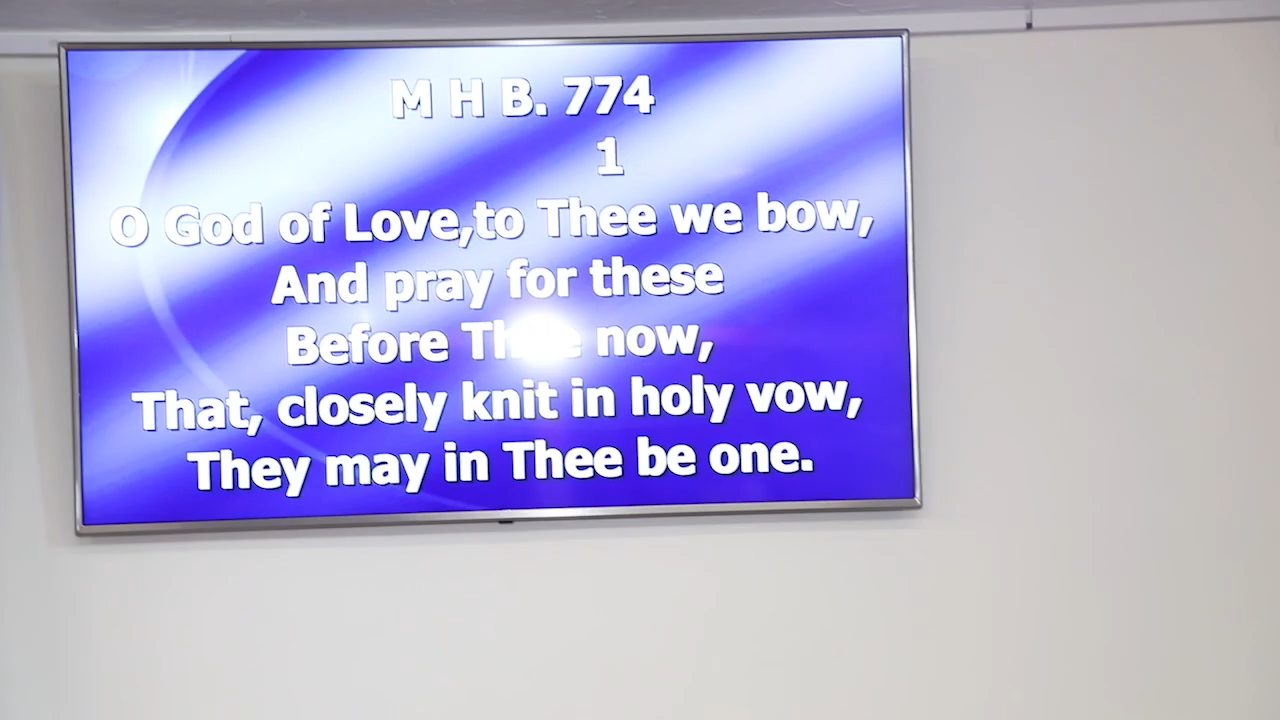 M H B. 774
1
O God of Love,to Thee we bow,
And pray for these
Before Thee now,
That, closely knit in holy vow,
They may in Thee be one.